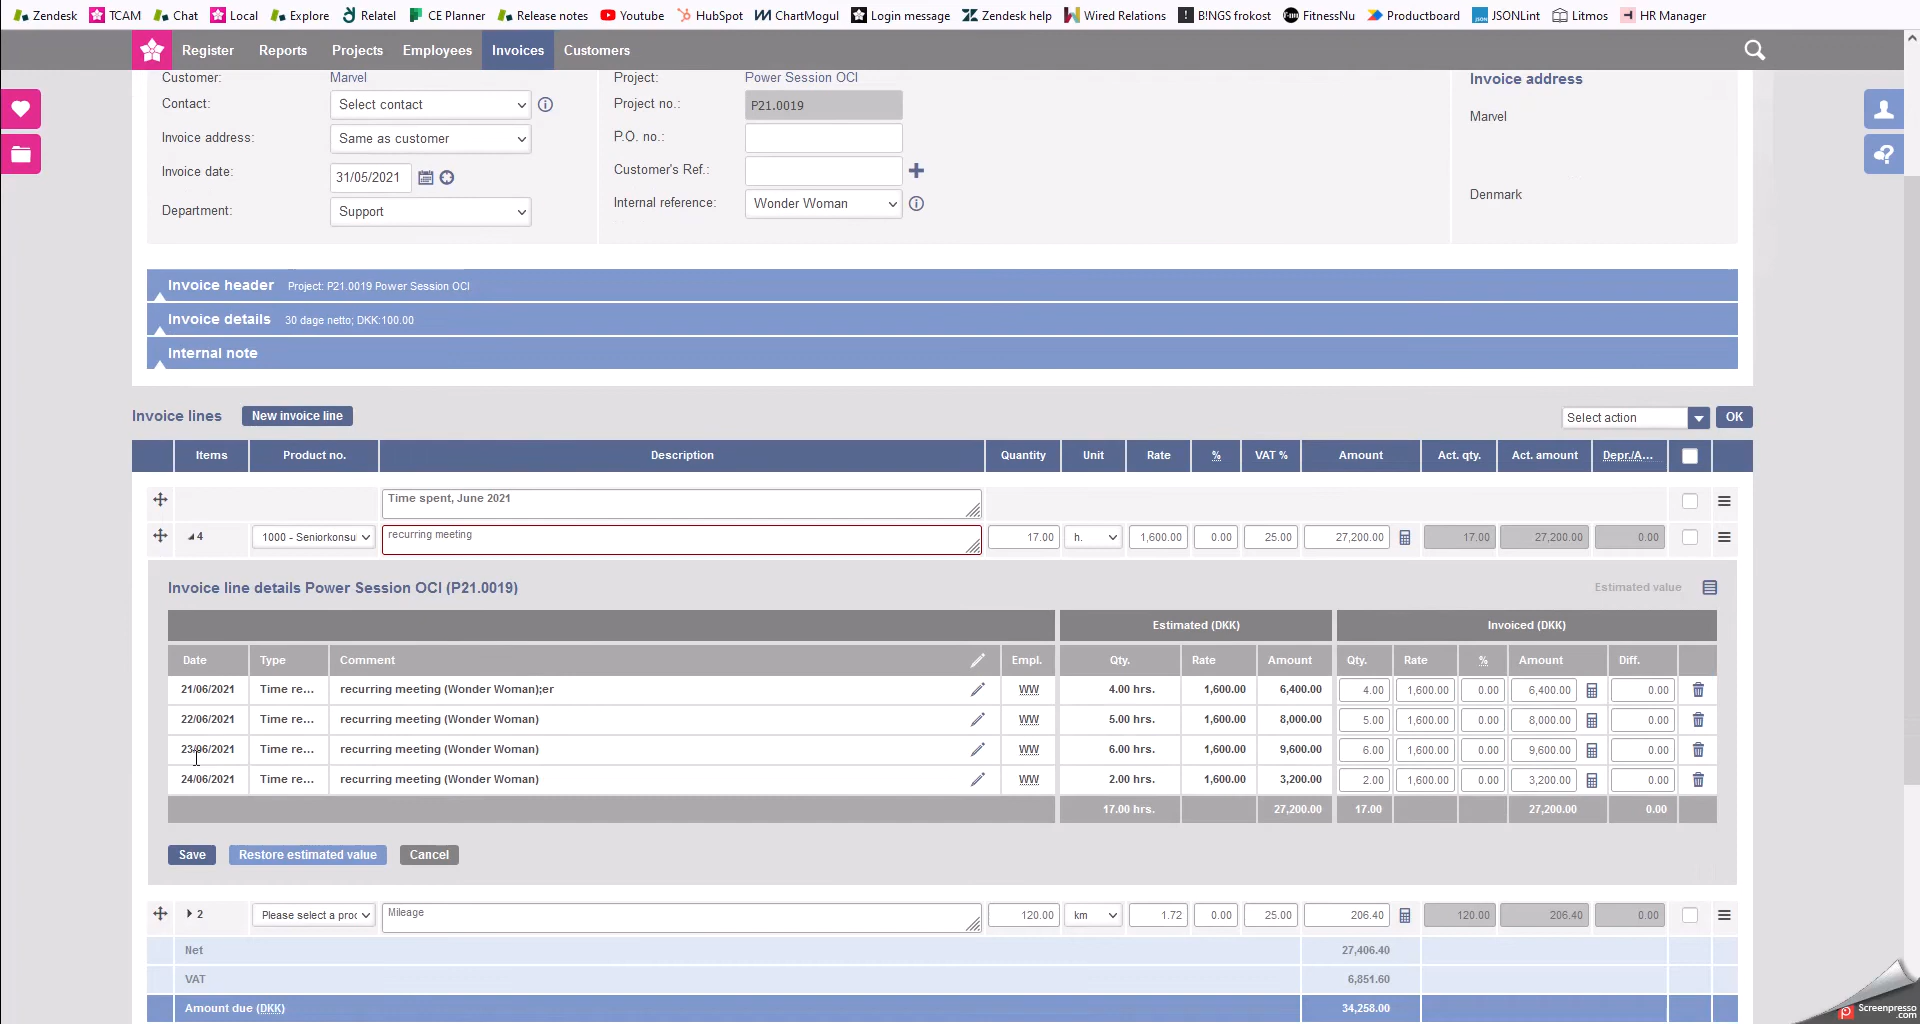 Zendesk TCAM Chat Local Explore Relatel CE Planner Release notes Youtube HubSpot ChartMogul Login message Zendesk help Wired Relations B!NGS frokost FitnessNu Productboard JSONLint Litmos HR Manager
Register Reports Projects Employees Invoices Customers
Customer: Marvel Project: Power Session OCI Invoice address
Contact: Select contact Project no.: P21.0019 Marvel
Invoice address: Same as customer P.O. no.:
Invoice date: 31/05/2021 Customer's Ref.: Denmark
Department: Support Internal reference: Wonder Woman
Invoice header Project: P21.0019 Power Session OCI
Invoice details 30 dage netto; DKK:100.00
Internal note
Invoice lines New invoice line Select action OK
Items Product no. Description Quantity Unit Rate % VAT % Amount Act. qty. Act. amount Depr./A...
Time spent, June 2021
4 1000 - Seniorkonsu recurring meeting 17.00 h. 1,600.00 0.00 25.00 27,200.00 17.00 27,200.00 0.00
Invoice line details Power Session OCI (P21.0019) Estimated value
Estimated (DKK) Invoiced (DKK)
Date Type Comment Empl. Qty. Rate Amount Qty. Rate % Amount Diff.
21/06/2021 Time re... recurring meeting (Wonder Woman);er WW 4.00 hrs. 1,600.00 6,400.00 4.00 1,600.00 0.00 6,400.00 0.00
22/06/2021 Time re... recurring meeting (Wonder Woman) WW 5.00 hrs. 1,600.00 8,000.00 5.00 1,600.00 0.00 8,000.00 0.00
23/06/2021 Time re... recurring meeting (Wonder Woman) WW 6.00 hrs. 1,600.00 9,600.00 6.00 1,600.00 0.00 9,600.00 0.00
24/06/2021 Time re... recurring meeting (Wonder Woman) WW 2.00 hrs. 1,600.00 3,200.00 2.00 1,600.00 0.00 3,200.00 0.00
17.00 hrs. 27,200.00 17.00 27,200.00 0.00
Save Restore estimated value Cancel
2 Please select a proc Mileage 120.00 km 1.72 0.00 25.00 206.40 120.00 206.40 0.00
Net 27,406.40
VAT 6,851.60
Amount due (DKK) 34,258.00
Screenpresso
.com